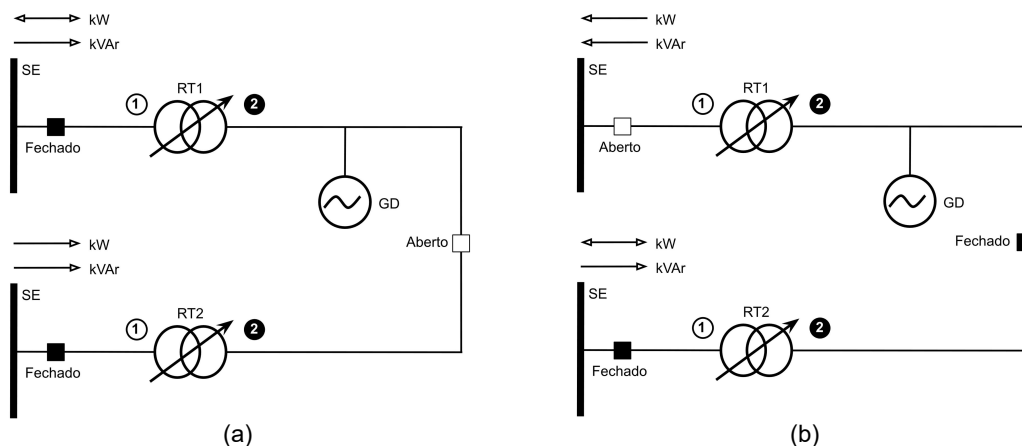 kW
kVAr
SE
RT1
1
2
Fechado
GD
Aberto
kW
kVAr
SE
RT2
1
2
Fechado
(a)
kW
kVAr
SE
RT1
1
2
Aberto
GD
Fechado
kW
kVAr
SE
RT2
1
2
Fechado
(b)